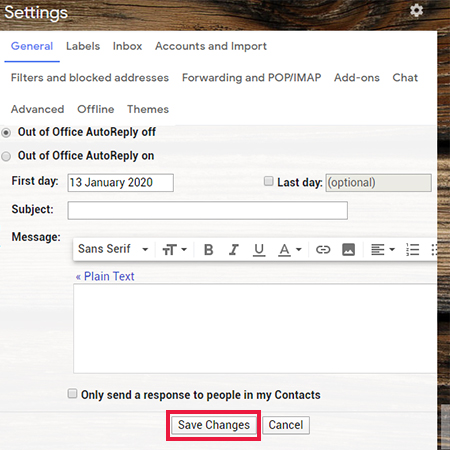 Settings
General Labels Inbox Accounts and Import
Filters and blocked addresses Forwarding and POP/IMAP Add-ons Chat
Advanced Offline Themes
Out of Office AutoReply off
Out of Office AutoReply on
First day: 13 January 2020 Last day: (optional)
Subject:
Message:
Sans Serif TT B I U A
« Plain Text
Only send a response to people in my Contacts
Save Changes Cancel